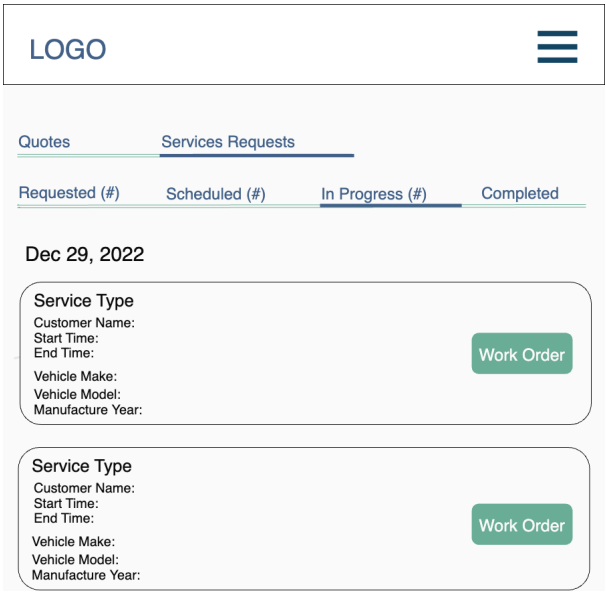 LOGO
Quotes
Services Requests
Requested (#)
Scheduled (#)
In Progress (#)
Completed
Dec 29, 2022
Service Type
Customer Name:
Start Time:
End Time:
Vehicle Make:
Vehicle Model:
Manufacture Year:
Work Order
Service Type
Customer Name:
Start Time:
End Time:
Vehicle Make:
Vehicle Model:
Manufacture Year:
Work Order